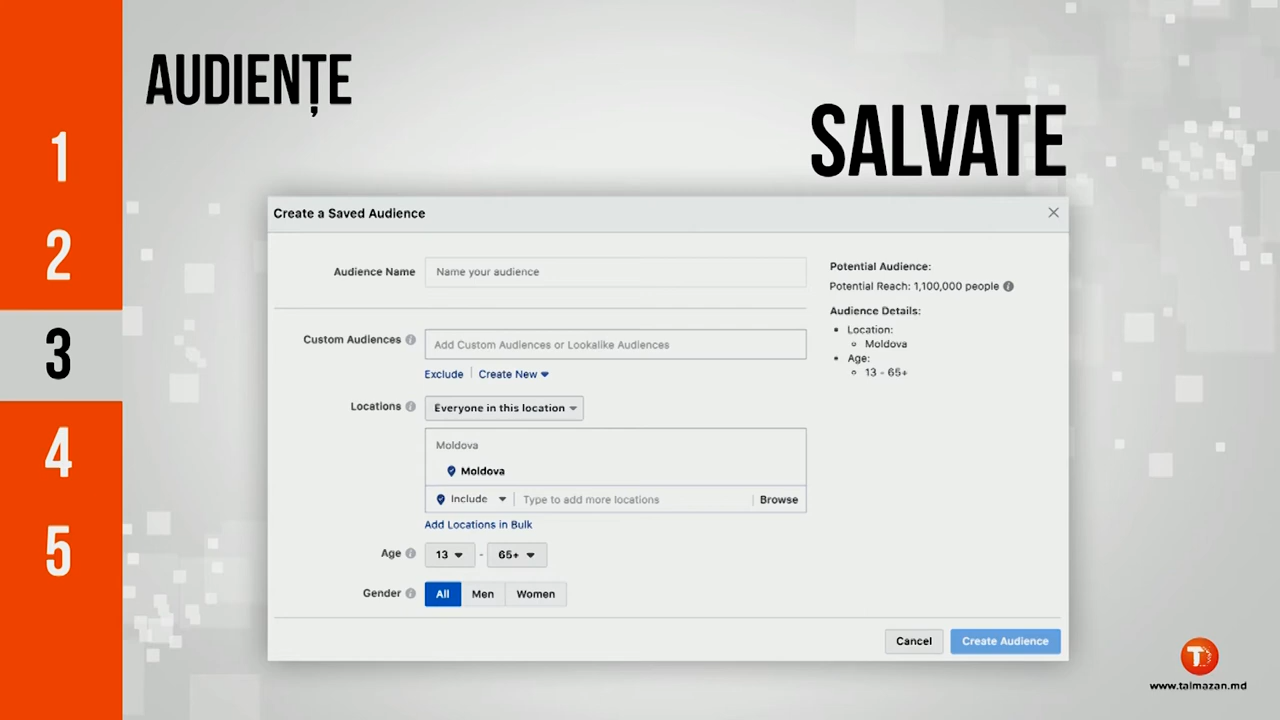 AUDIENȚE
SALVATE
1
2
3
4
5
Create a Saved Audience
Audience Name
Name your audience
Custom Audiences
Add Custom Audiences or Lookalike Audiences
Exclude | Create New
Locations
Everyone in this location
Moldova
Moldova
Include
Type to add more locations
Browse
Add Locations in Bulk
Age
13 - 65+
Gender
All Men Women
Potential Audience:
Potential Reach: 1,100,000 people
Audience Details:
• Location:
Moldova
• Age:
13 - 65+
Cancel
Create Audience
T
www.talmazan.md